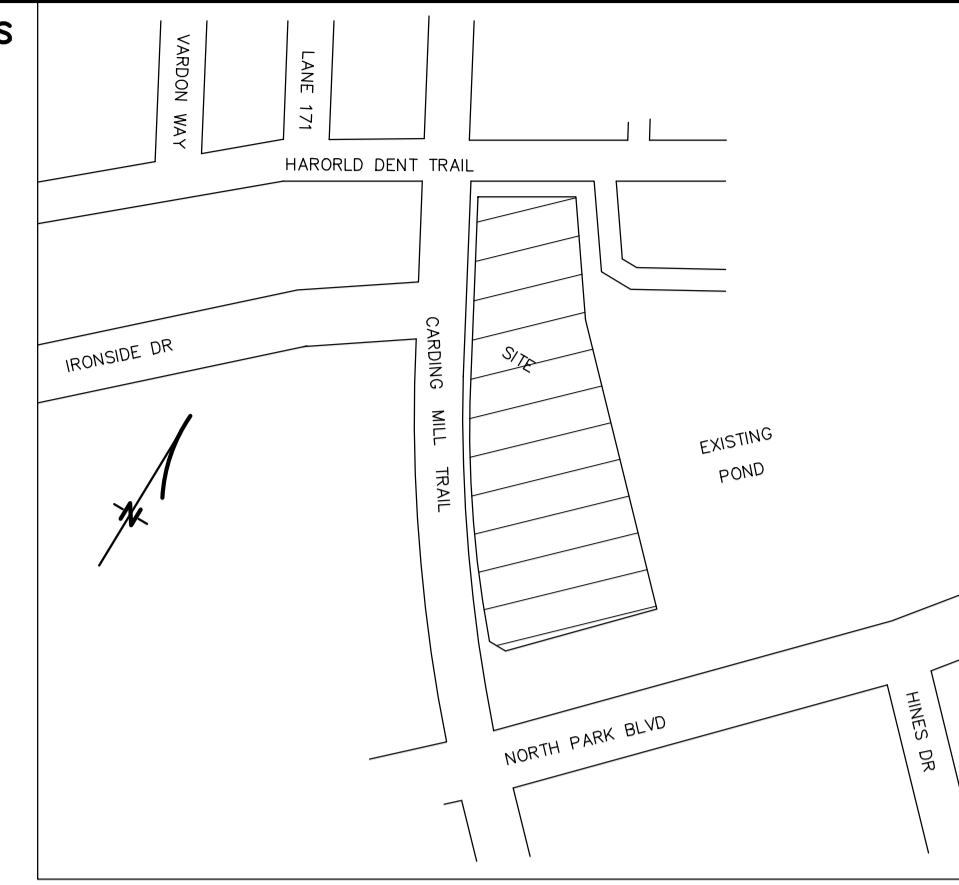 S
VARDON WAY
LANE 171
HARORLD DENT TRAIL
CARDING MILL TRAIL
IRONSIDE DR
SITE
EXISTING
POND
N
NORTH PARK BLVD
HINES DR